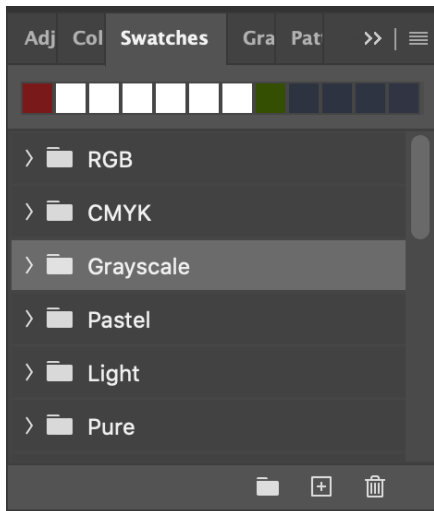 Adj Col Swatches Gra Pat
RGB
CMYK
Grayscale
Pastel
Light
Pure